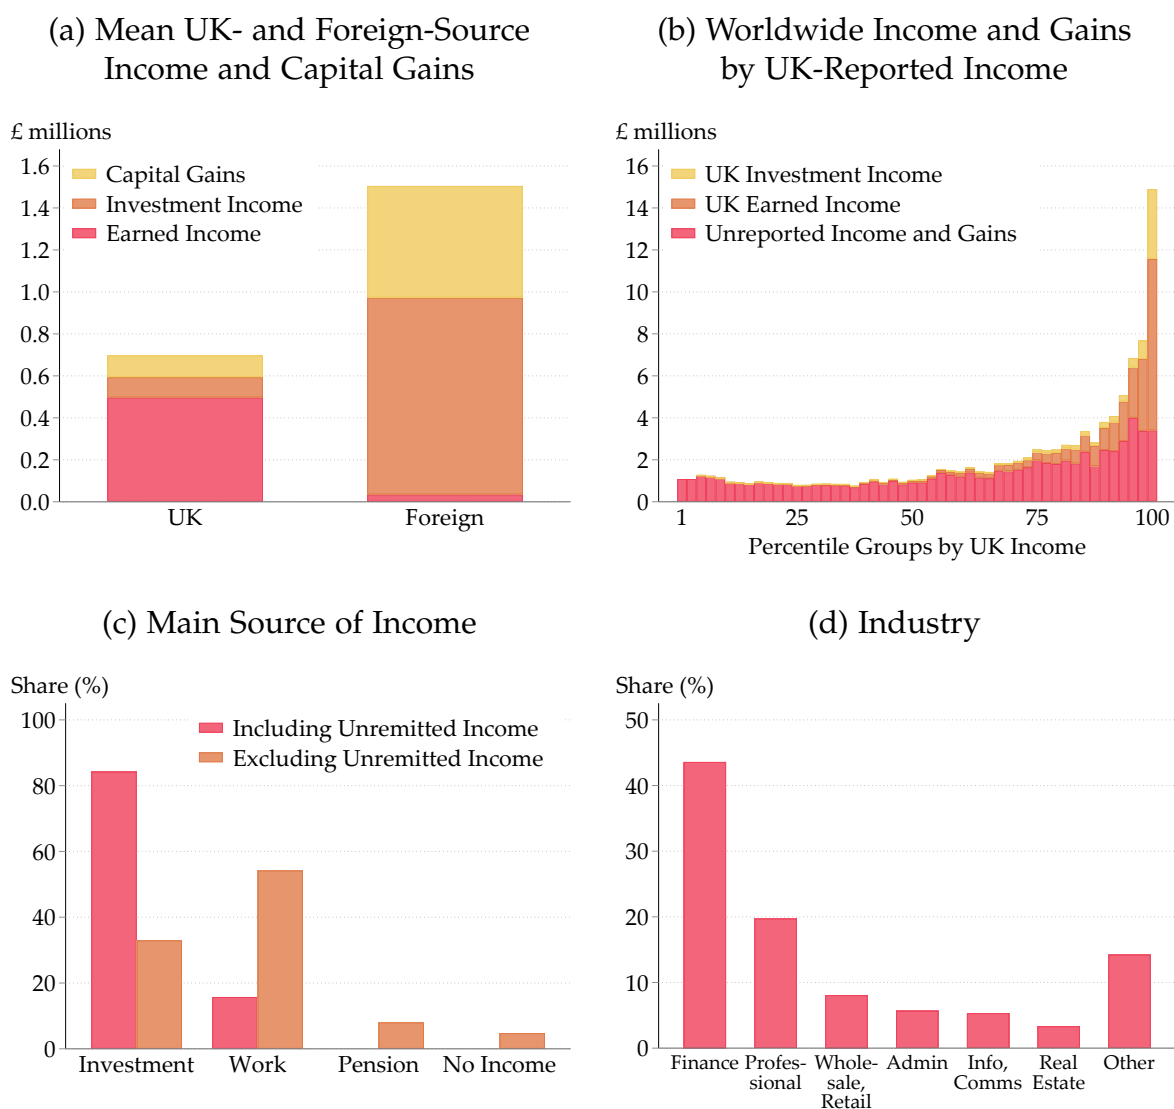 (a) Mean UK- and Foreign-Source
Income and Capital Gains
£ millions
1.6
1.4
1.2
1.0
0.8
0.6
0.4
0.2
0.0
Capital Gains
Investment Income
Earned Income
UK
Foreign
(b) Worldwide Income and Gains
by UK-Reported Income
£ millions
16
14
12
10
8
6
4
2
0
UK Investment Income
UK Earned Income
Unreported Income and Gains
1
25
50
75
100
Percentile Groups by UK Income
(c) Main Source of Income
Share (%)
100
80
60
40
20
0
Including Unremitted Income
Excluding Unremitted Income
Investment
Work
Pension
No Income
(d) Industry
Share (%)
50
40
30
20
10
0
Finance
Profes-
sional
Whole-
sale,
Retail
Admin
Info,
Comms
Real
Estate
Other